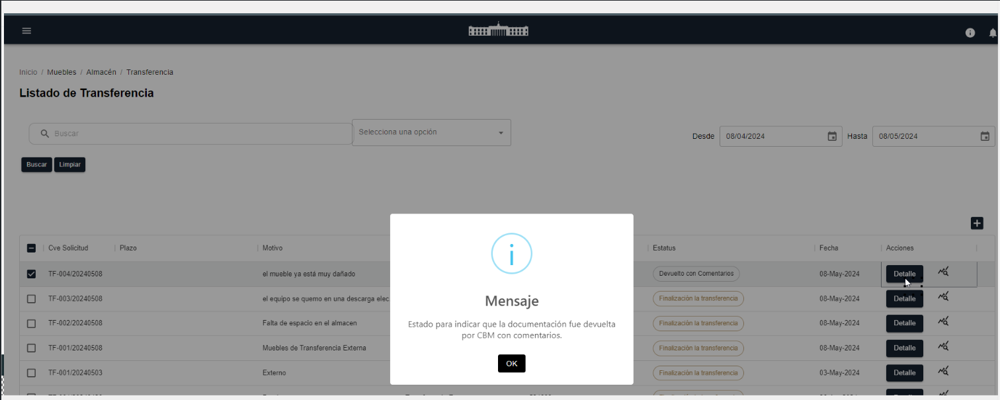 Inicio / Muebles / Almacén / Transferencia
Listado de Transferencia
Buscar
Selecciona una opción
Desde 08/04/2024 Hasta 08/05/2024
Buscar Limpiar
Cve Solicitud Plazo Motivo Estatus Fecha Acciones
TF-004/20240508 el mueble ya está muy dañado Devuelto con Comentarios 08-May-2024 Detalle
TF-003/20240508 el equipo se quemo en una descarga elec. Finalización la transferencia 08-May-2024 Detalle
TF-002/20240508 Falta de espacio en el almacen Finalización la transferencia 08-May-2024 Detalle
TF-001/20240508 Muebles de Transferencia Externa Finalización la transferencia 08-May-2024 Detalle
TF-001/20240503 Externo Finalización la transferencia 03-May-2024 Detalle
i
Mensaje
Estado para indicar que la documentación fue devuelta
por CBM con comentarios.
OK